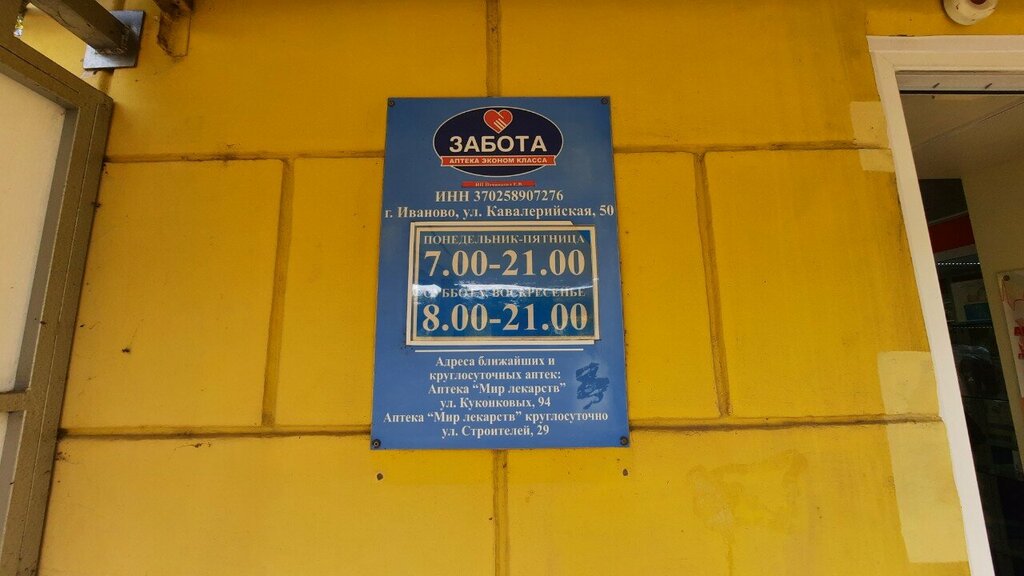 ЗАБОТА
АПТЕКА ЭКОНОМ КЛАССА
ИНН 370258907276
г. Иваново, ул. Кавалерийская, 50
ПОНЕДЕЛЬНИК-ПЯТНИЦА
7.00-21.00
СУББОТА, ВОСКРЕСЕНЬЕ
8.00-21.00
Адреса ближайших и
круглосуточных аптек:
Аптека “Мир лекарств”
ул. Куконковых, 94
Аптека “Мир лекарств” круглосуточно
ул. Строителей, 29